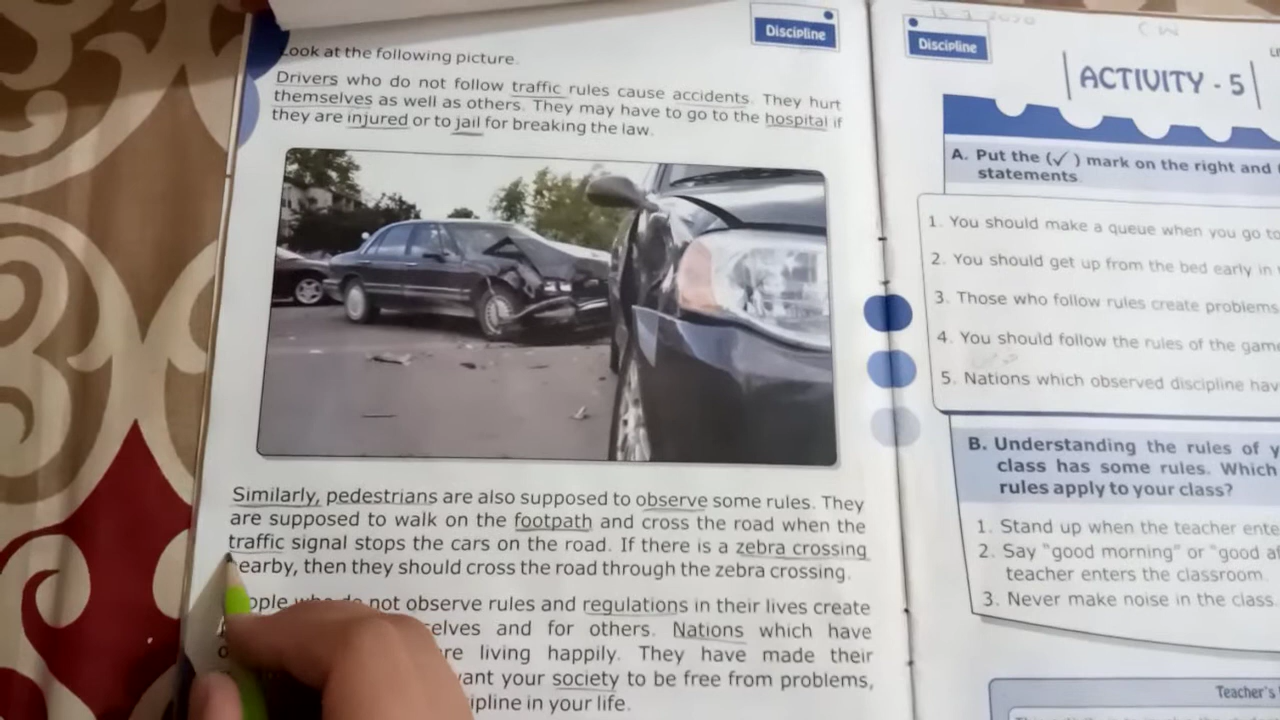 Discipline
Look at the following picture.
Drivers who do not follow traffic rules cause accidents. They hurt
themselves as well as others. They may have to go to the hospital if
they are injured or to jail for breaking the law.
Similarly, pedestrians are also supposed to observe some rules. They
are supposed to walk on the footpath and cross the road when the
traffic signal stops the cars on the road. If there is a zebra crossing
nearby, then they should cross the road through the zebra crossing.
not observe rules and regulations in their lives create
and for others. Nations which have
living happily. They have made their
your society to be free from problems,
in your life.
Discipline
CW
ACTIVITY - 5
A. Put the (✓) mark on the right and
statements
1. You should make a queue when you go to
2. You should get up from the bed early in
3. Those who follow rules create problems
4. You should follow the rules of the game
5. Nations which observed discipline
B. Understanding the rules of
class has some rules. Which
rules apply to your class?
1. Stand up when the teacher
2. Say "good morning" or "good
teacher enters the classroom.
3. Never make noise in the class
Teacher's